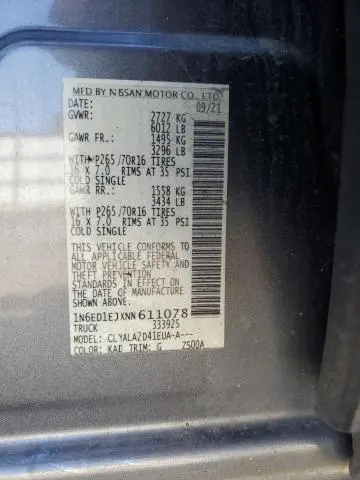 MFD BY NISSAN MOTOR CO., LTD.
DATE: 09/21
GVWR: 2727 KG
6012 LB
GAWR FR.: 1495 KG
3296 LB
WITH P265/70R16 TIRES
16 X 7.0 RIMS AT 35 PSI
COLD SINGLE
GAWR RR.: 1558 KG
3434 LB
WITH P265/70R16 TIRES
16 X 7.0 RIMS AT 35 PSI
COLD SINGLE
THIS VEHICLE CONFORMS TO
ALL APPLICABLE FEDERAL
MOTOR VEHICLE SAFETY AND
THEFT PREVENTION
STANDARDS IN EFFECT ON
THE DATE OF MANUFACTURE
SHOWN ABOVE.
1N6ED1EJXNN611078
TRUCK 333925
MODEL: CLYALAZD41EUA-A---
COLOR: KAD TRIM: G ZS00A